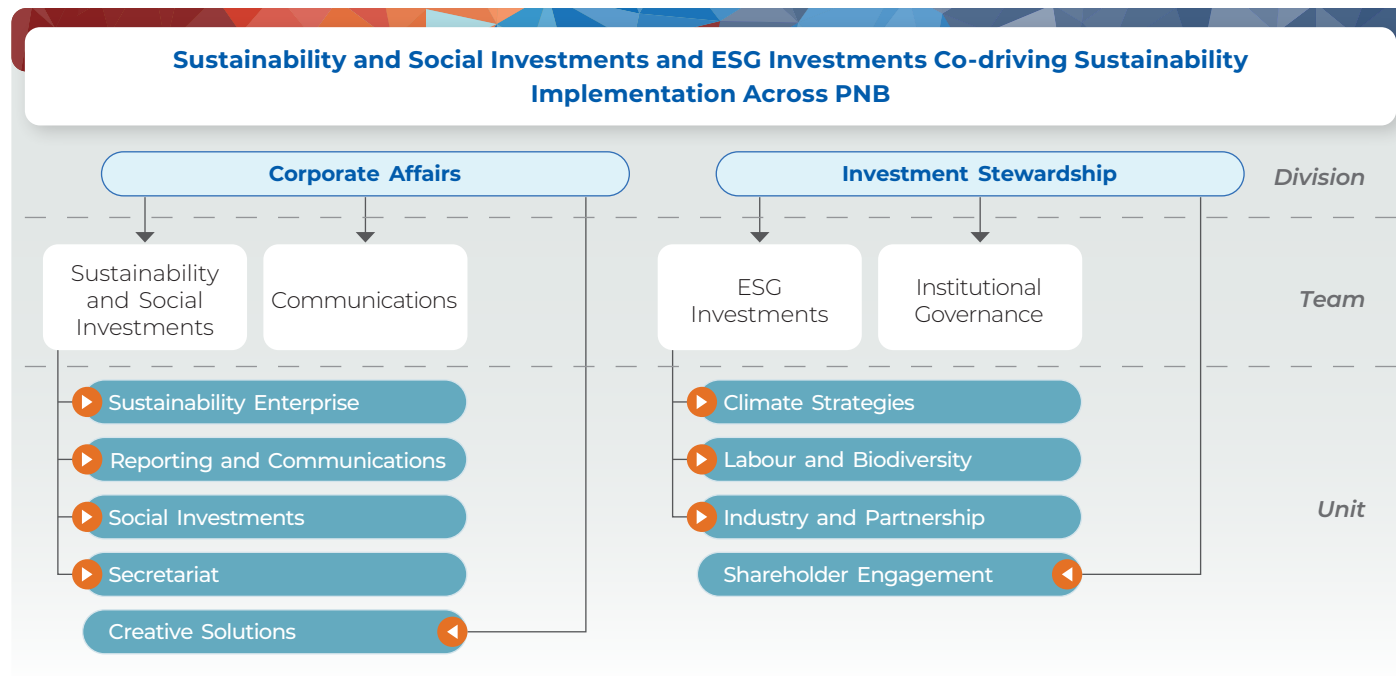 Sustainability and Social Investments and ESG Investments Co-driving Sustainability
Implementation Across PNB
Corporate Affairs
Investment Stewardship
Division
Sustainability
and Social
Investments
Communications
ESG
Investments
Institutional
Governance
Team
Sustainability Enterprise
Reporting and Communications
Social Investments
Secretariat
Creative Solutions
Climate Strategies
Labour and Biodiversity
Industry and Partnership
Shareholder Engagement
Unit